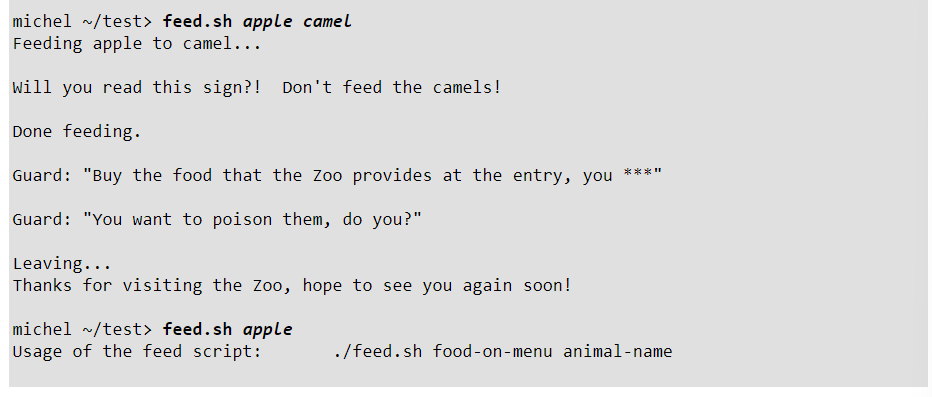 michel ~/test> feed.sh apple camel
Feeding apple to camel...
Will you read this sign?!  Don't feed the camels!
Done feeding.
Guard: "Buy the food that the Zoo provides at the entry, you ***"
Guard: "You want to poison them, do you?"
Leaving...
Thanks for visiting the Zoo, hope to see you again soon!
michel ~/test> feed.sh apple
Usage of the feed script:       ./feed.sh food-on-menu animal-name